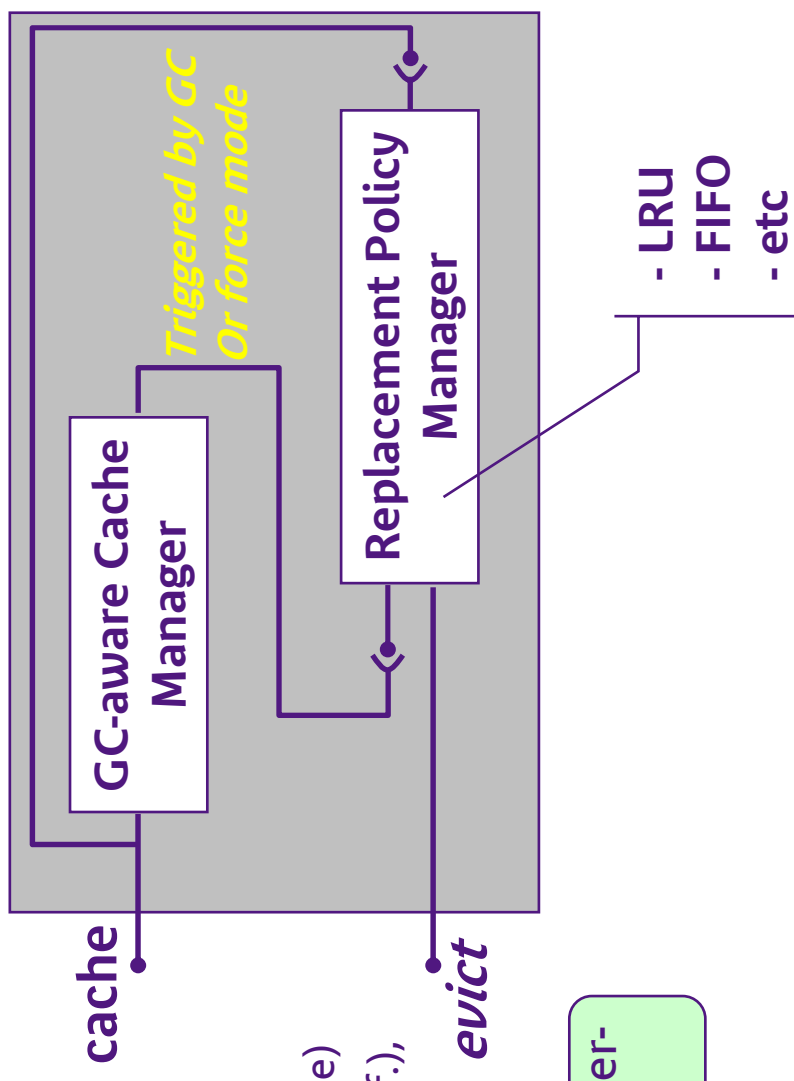 cache
GC-aware Cache
Manager
Triggered by GC
Or force mode
Replacement Policy
Manager
evict
- LRU
- FIFO
- etc
e)
f.),
er-